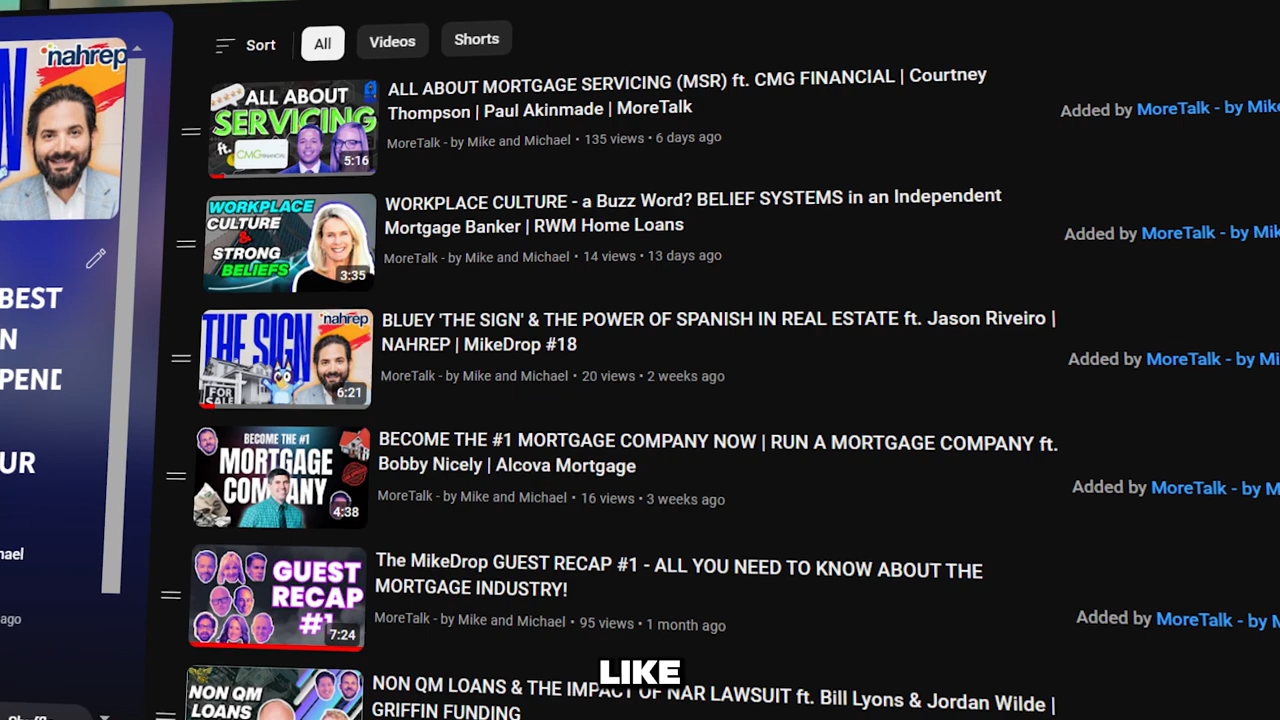 nahrep
BEST
N
PEND
UR
hael
ago
Sort
All
Videos
Shorts
ALL ABOUT
SERVICING
ft.
CMG FINANCIAL
5:16
ALL ABOUT MORTGAGE SERVICING (MSR) ft. CMG FINANCIAL | Courtney
Thompson | Paul Akinmade | MoreTalk
MoreTalk - by Mike and Michael • 135 views • 6 days ago
Added by MoreTalk - by Mike
WORKPLACE
CULTURE
&
STRONG
BELIEFS
3:35
WORKPLACE CULTURE - a Buzz Word? BELIEF SYSTEMS in an Independent
Mortgage Banker | RWM Home Loans
MoreTalk - by Mike and Michael • 14 views • 13 days ago
Added by MoreTalk - by Mik
THE SIGN
nahrep
FOR
SALE
6:21
BLUEY 'THE SIGN' & THE POWER OF SPANISH IN REAL ESTATE ft. Jason Riveiro |
NAHREP | MikeDrop #18
MoreTalk - by Mike and Michael • 20 views • 2 weeks ago
Added by MoreTalk - by Mi
BECOME THE #1
MORTGAGE
COMPANY
4:38
BECOME THE #1 MORTGAGE COMPANY NOW | RUN A MORTGAGE COMPANY ft.
Bobby Nicely | Alcova Mortgage
MoreTalk - by Mike and Michael • 16 views • 3 weeks ago
Added by MoreTalk - by M
GUEST
RECAP
#1
7:24
The MikeDrop GUEST RECAP #1 - ALL YOU NEED TO KNOW ABOUT THE
MORTGAGE INDUSTRY!
MoreTalk - by Mike and Michael • 95 views • 1 month ago
Added by MoreTalk - by M
LIKE
NON QM
LOANS
NON QM LOANS & THE IMPACT OF NAR LAWSUIT ft. Bill Lyons & Jordan Wilde |
GRIFFIN FUNDING